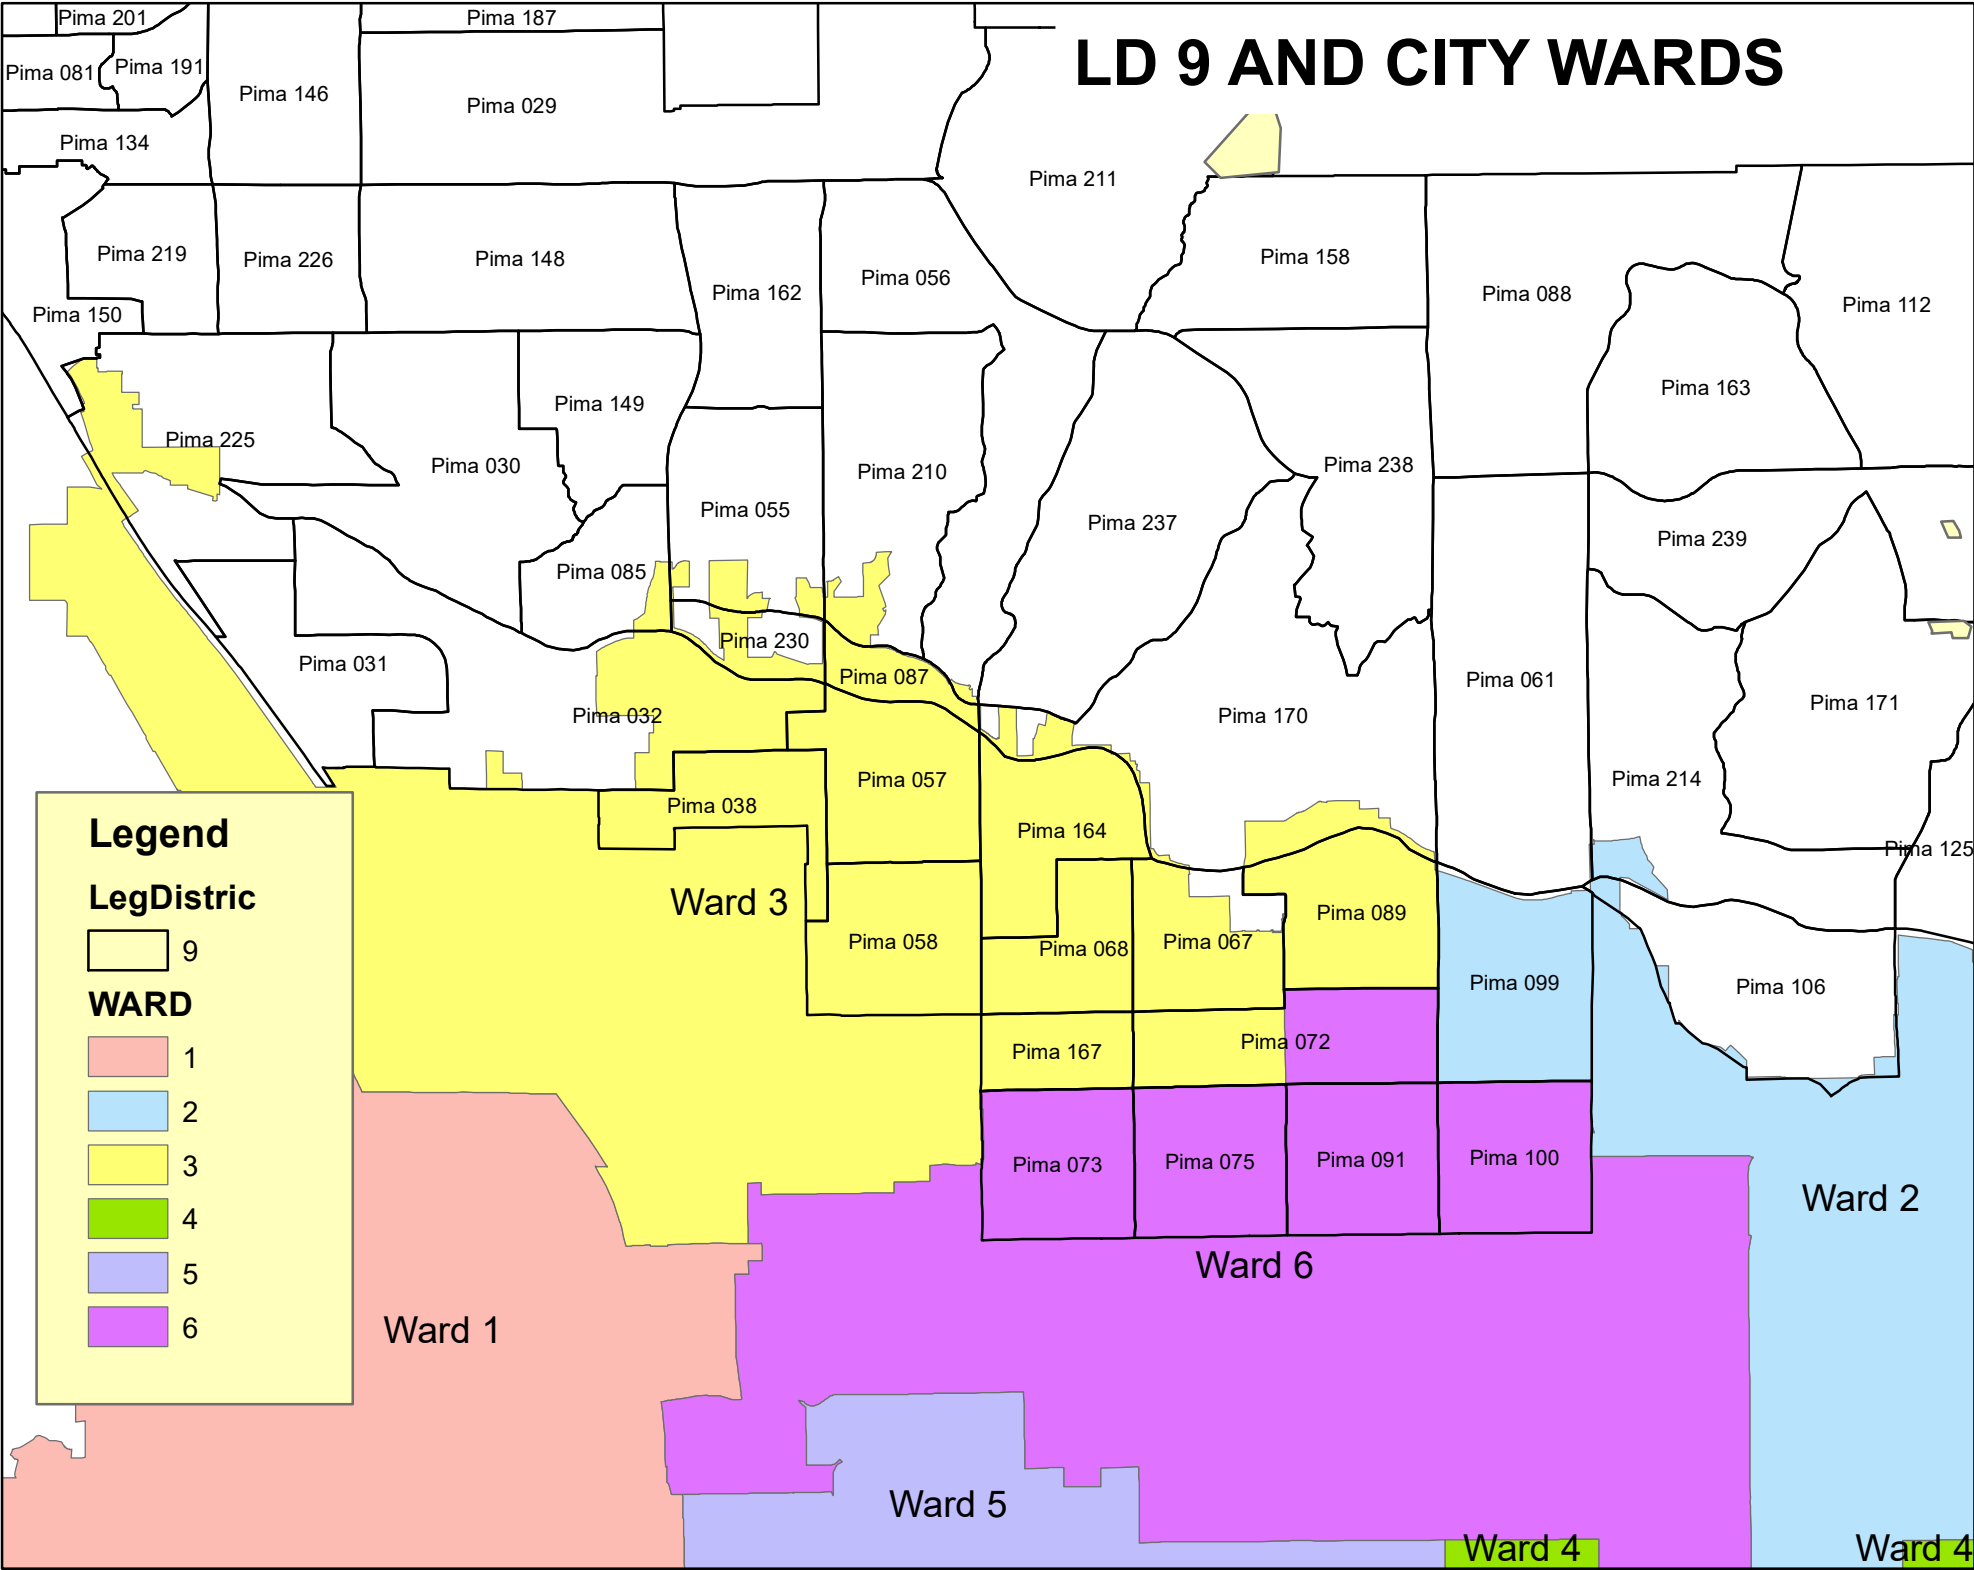 LD 9 AND CITY WARDS
Pima 201
Pima 187
Pima 081
Pima 191
Pima 146
Pima 029
Pima 134
Pima 211
Pima 219
Pima 226
Pima 148
Pima 162
Pima 056
Pima 158
Pima 088
Pima 112
Pima 150
Pima 225
Pima 030
Pima 149
Pima 210
Pima 238
Pima 163
Pima 055
Pima 237
Pima 239
Pima 085
Pima 230
Pima 031
Pima 087
Pima 061
Pima 032
Pima 170
Pima 171
Pima 057
Pima 214
Pima 038
Pima 164
Pima 125
Ward 3
Pima 058
Pima 068
Pima 067
Pima 089
Pima 099
Pima 106
Pima 167
Pima 072
Pima 073
Pima 075
Pima 091
Pima 100
Ward 2
Ward 6
Ward 1
Ward 5
Ward 4
Ward 4
Legend
LegDistric
9
WARD
1
2
3
4
5
6